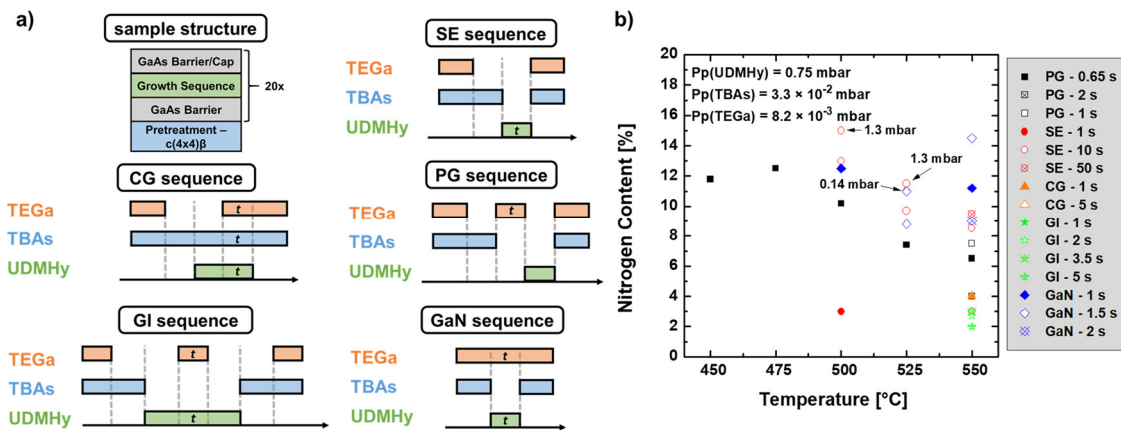 a)
sample structure
GaAs Barrier/Cap
Growth Sequence
GaAs Barrier
Pretreatment –
c(4x4)β
20x
SE sequence
TEGa
TBAs
UDMHy
t
CG sequence
TEGa
t
TBAs
t
UDMHy
t
PG sequence
TEGa
t
TBAs
UDMHy
GI sequence
TEGa
t
TBAs
UDMHy
t
GaN sequence
TEGa
t
TBAs
UDMHy
t
b)
Nitrogen Content [%]
20
18
16
14
12
10
8
6
4
2
0
Pp(UDMHy) = 0.75 mbar
Pp(TBAs) = 3.3 × 10⁻² mbar
Pp(TEGa) = 8.2 × 10⁻³ mbar
1.3 mbar
1.3 mbar
0.14 mbar
450
475
500
525
550
Temperature [°C]
PG - 0.65 s
PG - 2 s
PG - 1 s
SE - 1 s
SE - 10 s
SE - 50 s
CG - 1 s
CG - 5 s
GI - 1 s
GI - 2 s
GI - 3.5 s
GI - 5 s
GaN - 1 s
GaN - 1.5 s
GaN - 2 s